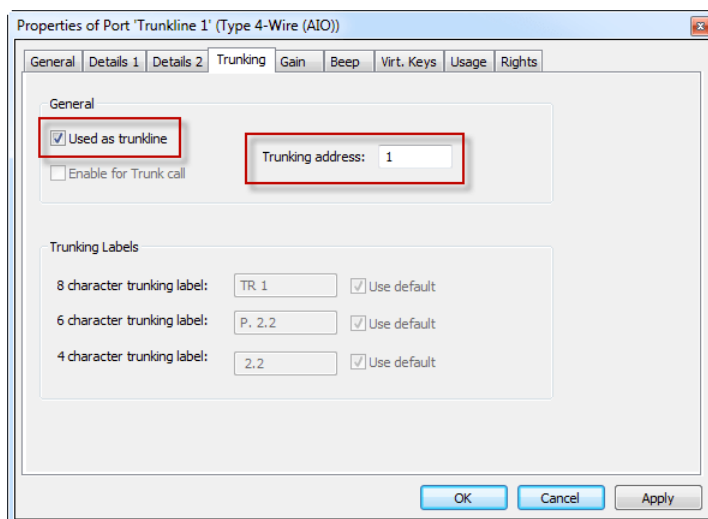 Properties of Port 'Trunkline 1' (Type 4-Wire (AIO))
General Details 1 Details 2 Trunking Gain Beep Virt. Keys Usage Rights
General
Used as trunkline
Trunking address: 1
Enable for Trunk call
Trunking Labels
8 character trunking label: TR 1 Use default
6 character trunking label: P. 2.2 Use default
4 character trunking label: 2.2 Use default
OK Cancel Apply